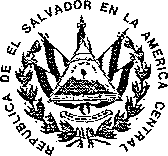 REPUBLICA DE EL SALVADOR EN LA AMERICA CENTRAL